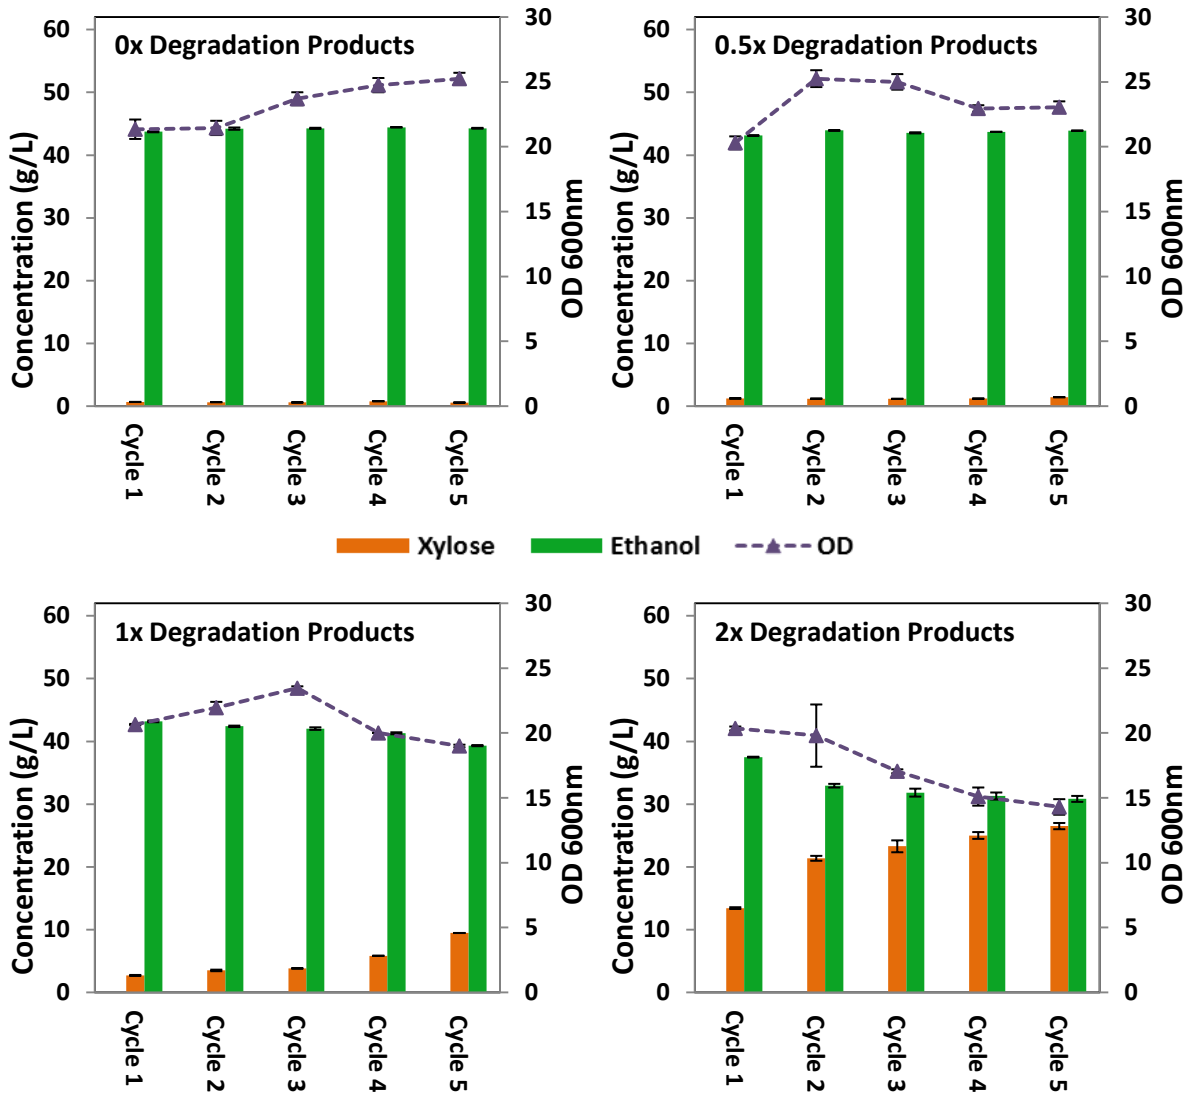 0x Degradation Products
Concentration (g/L)
60
50
40
30
20
10
0
30
25
20
15
10
5
0
OD 600nm
Cycle 1
Cycle 2
Cycle 3
Cycle 4
Cycle 5
0.5x Degradation Products
Concentration (g/L)
60
50
40
30
20
10
0
30
25
20
15
10
5
0
OD 600nm
Cycle 1
Cycle 2
Cycle 3
Cycle 4
Cycle 5
Xylose
Ethanol
OD
1x Degradation Products
Concentration (g/L)
60
50
40
30
20
10
0
30
25
20
15
10
5
0
OD 600nm
Cycle 1
Cycle 2
Cycle 3
Cycle 4
Cycle 5
2x Degradation Products
Concentration (g/L)
60
50
40
30
20
10
0
30
25
20
15
10
5
0
OD 600nm
Cycle 1
Cycle 2
Cycle 3
Cycle 4
Cycle 5